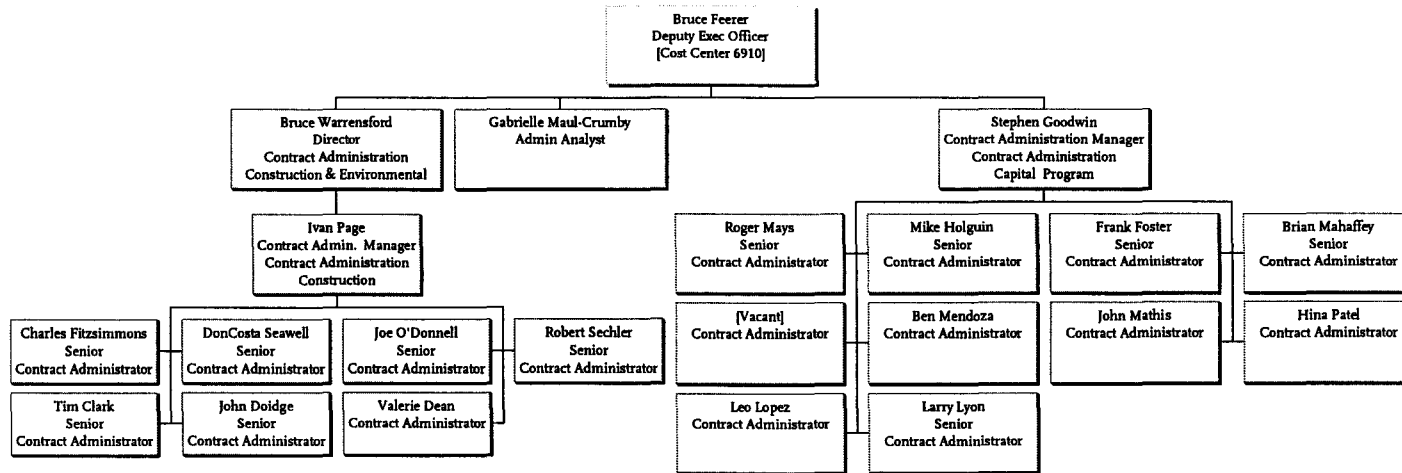 Bruce Feerer
Deputy Exec Officer
[Cost Center 6910]
Bruce Warrensford
Director
Contract Administration
Construction & Environmental
Gabrielle Maul-Crumby
Admin Analyst
Stephen Goodwin
Contract Administration Manager
Contract Administration
Capital Program
Ivan Page
Contract Admin. Manager
Contract Administration
Construction
Charles Fitzsimmons
Senior
Contract Administrator
DonCosta Seawell
Senior
Contract Administrator
Joe O'Donnell
Senior
Contract Administrator
Robert Sechler
Senior
Contract Administrator
Tim Clark
Senior
Contract Administrator
John Doidge
Senior
Contract Administrator
Valerie Dean
Contract Administrator
Roger Mays
Senior
Contract Administrator
Mike Holguin
Senior
Contract Administrator
Frank Foster
Senior
Contract Administrator
Brian Mahaffey
Senior
Contract Administrator
[Vacant]
Contract Administrator
Ben Mendoza
Contract Administrator
John Mathis
Contract Administrator
Hina Patel
Contract Administrator
Leo Lopez
Contract Administrator
Larry Lyon
Senior
Contract Administrator